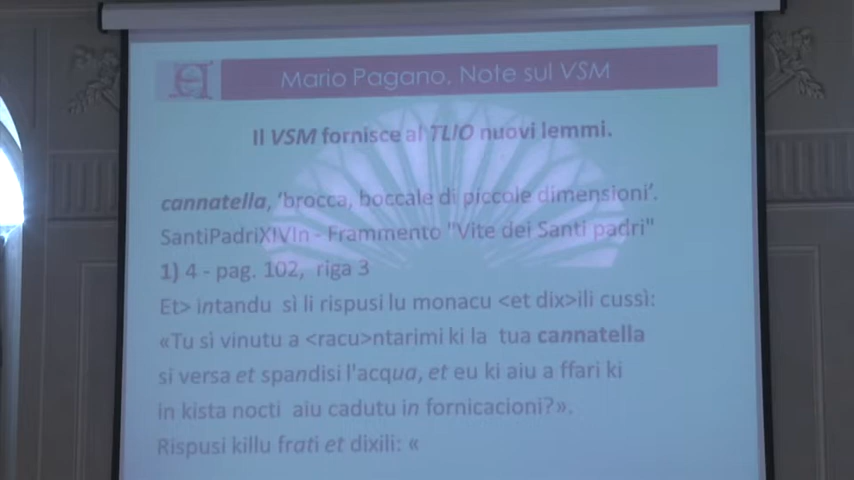 Mario Pagano, Note sul VSM
Il VSM fornisce al TLIO nuovi lemmi.
cannatella, 'brocca, boccale di piccole dimensioni'.
SantiPadriXIVIn - Frammento "Vite dei Santi padri"
1) 4 - pag. 102, riga 3
Et> intandu sì li rispusi lu monacu <et dix>ili cussì:
«Tu sì vinutu a <racu>ntarimi ki la tua cannatella
si versa et spandisi l'acqua, et eu ki aiu a ffari ki
in kista nocti aiu cadutu in fornicacioni?».
Rispusi killu frati et dixili: «